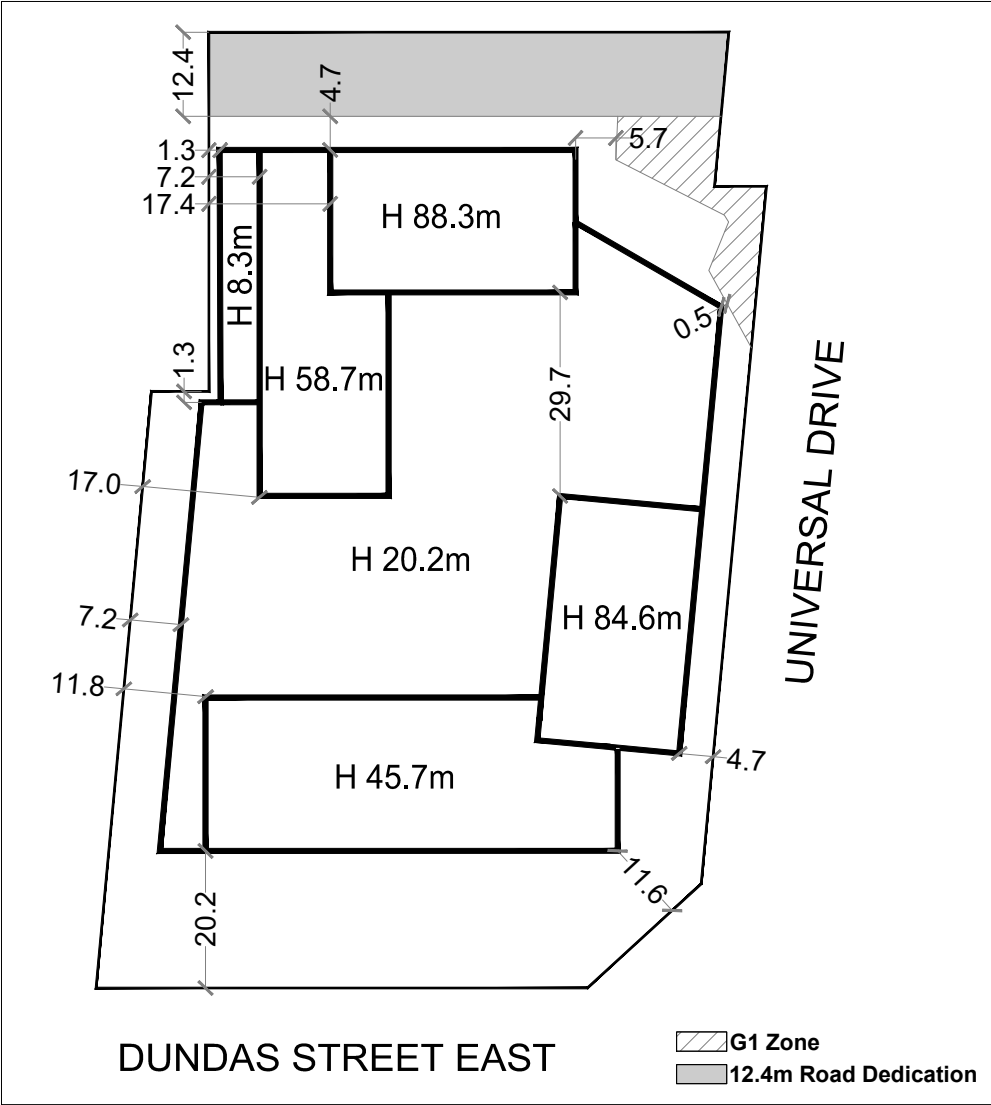 12.4
4.7
1.3
5.7
7.2
17.4
H 88.3m
H 8.3m
0.5
1.3
H 58.7m
29.7
UNIVERSAL DRIVE
17.0
H 20.2m
7.2
H 84.6m
11.8
4.7
H 45.7m
11.6
20.2
DUNDAS STREET EAST
G1 Zone
12.4m Road Dedication